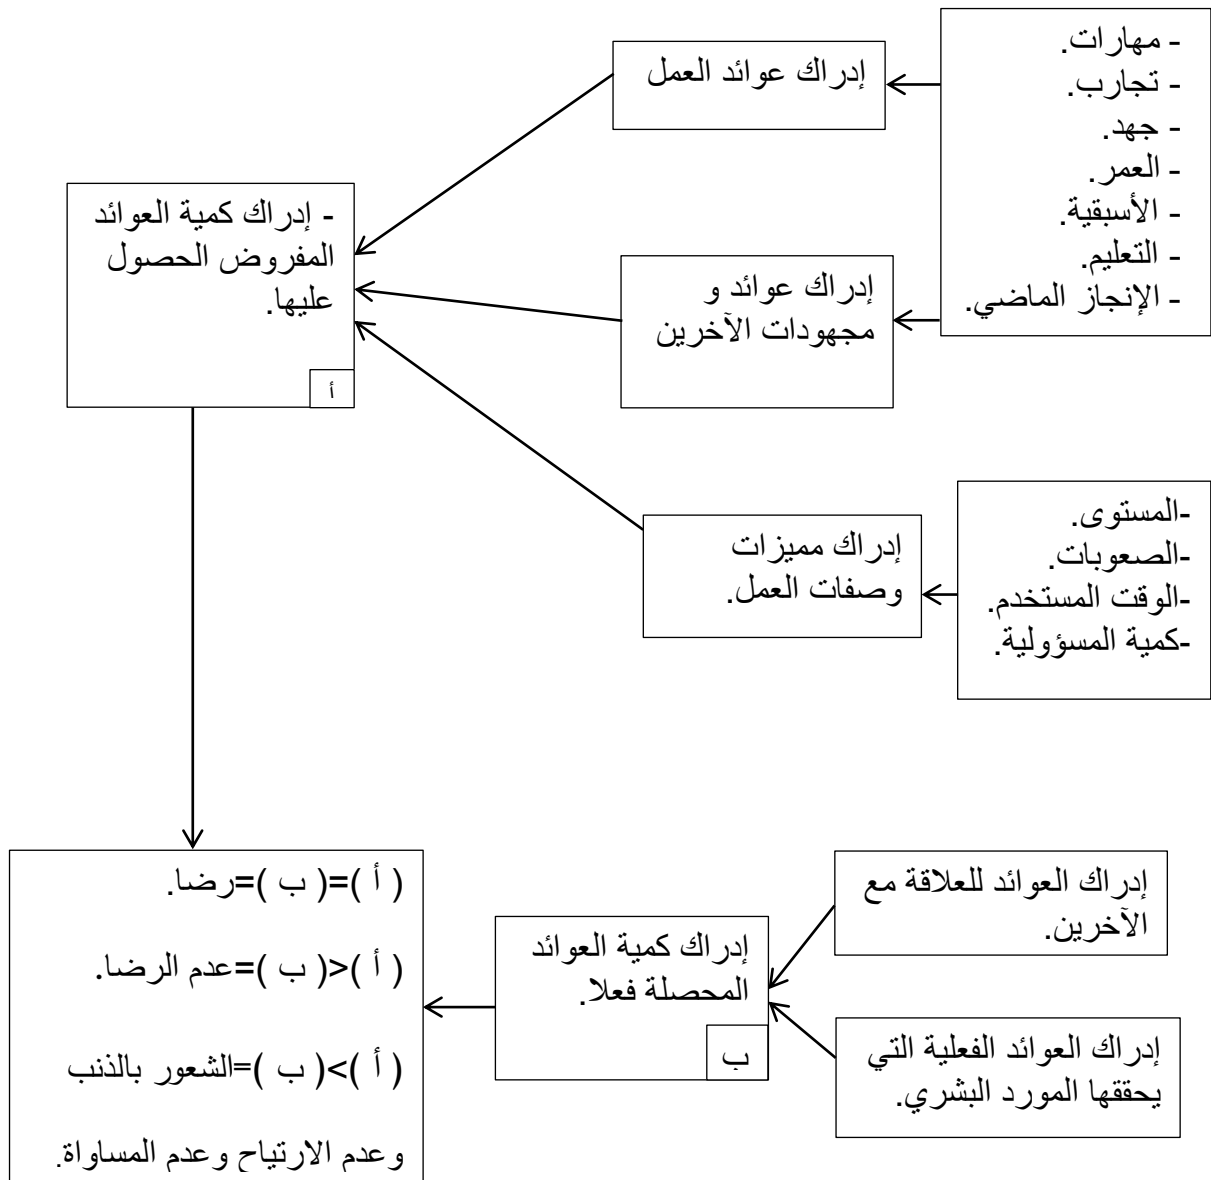 - مهارات.
- تجارب.
- جهد.
- العمر.
- الأسبقية.
- التعليم.
- الإنجاز الماضي.
إدراك عوائد العمل
إدراك عوائد و
مجهودات الآخرين
- إدراك كمية العوائد
المفروض الحصول
عليها.
أ
-المستوى.
-الصعوبات.
-الوقت المستخدم.
-كمية المسؤولية.
إدراك مميزات
وصفات العمل.
إدراك العوائد للعلاقة مع
الآخرين.
إدراك العوائد الفعلية التي
يحققها المورد البشري.
إدراك كمية العوائد
المحصلة فعلا.
ب
( أ )=( ب )=رضا.
( أ )>( ب )=عدم الرضا.
( أ )<( ب )=الشعور بالذنب
وعدم الارتياح وعدم المساواة.